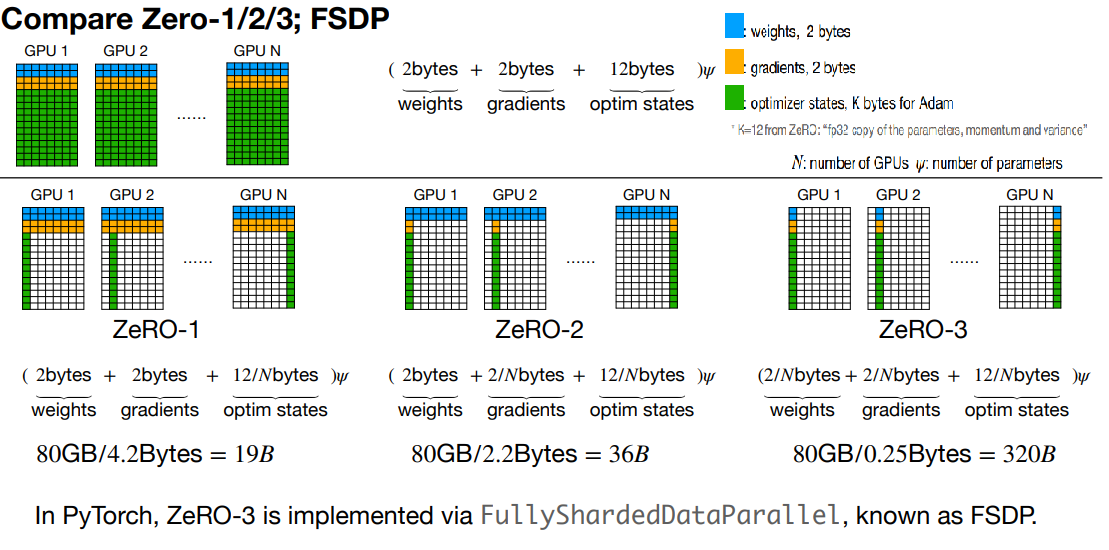 Compare Zero-1/2/3; FSDP
GPU 1 GPU 2 GPU N
......
( 2bytes + 2bytes + 12bytes )ψ
weights gradients optim states
: weights, 2 bytes
: gradients, 2 bytes
: optimizer states, K bytes for Adam
* K=12 from ZeRO: “fp32 copy of the parameters, momentum and variance”
N: number of GPUs ψ: number of parameters
GPU 1 GPU 2 GPU N
......
ZeRO-1
( 2bytes + 2bytes + 12/Nbytes )ψ
weights gradients optim states
80GB/4.2Bytes = 19B
GPU 1 GPU 2 GPU N
......
ZeRO-2
( 2bytes + 2/Nbytes + 12/Nbytes )ψ
weights gradients optim states
80GB/2.2Bytes = 36B
GPU 1 GPU 2 GPU N
......
ZeRO-3
(2/Nbytes + 2/Nbytes + 12/Nbytes )ψ
weights gradients optim states
80GB/0.25Bytes = 320B
In PyTorch, ZeRO-3 is implemented via FullyShardedDataParallel, known as FSDP.